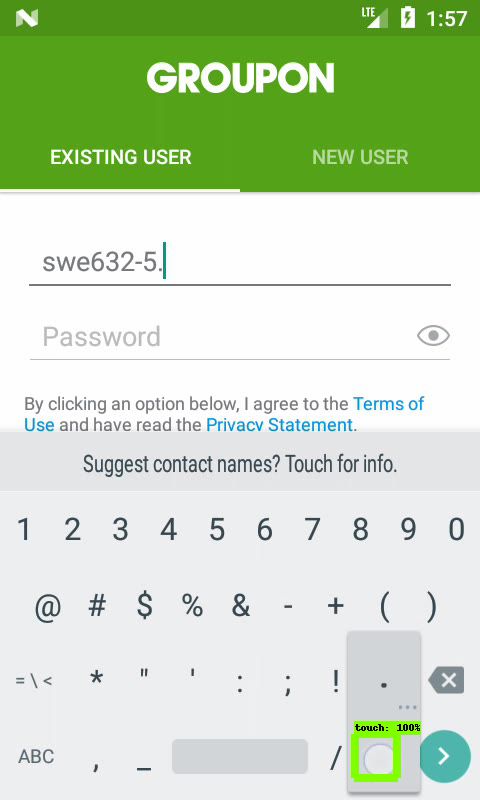 LTE 1:57
GROUPON
EXISTING USER NEW USER
swe632-5.
Password
By clicking an option below, I agree to the Terms of
Use and have read the Privacy Statement.
Suggest contact names? Touch for info.
1 2 3 4 5 6 7 8 9 0
@ # $ % & - + ( )
= \ < * " ' : ; ! . ...
touch: 100%
ABC , _ /